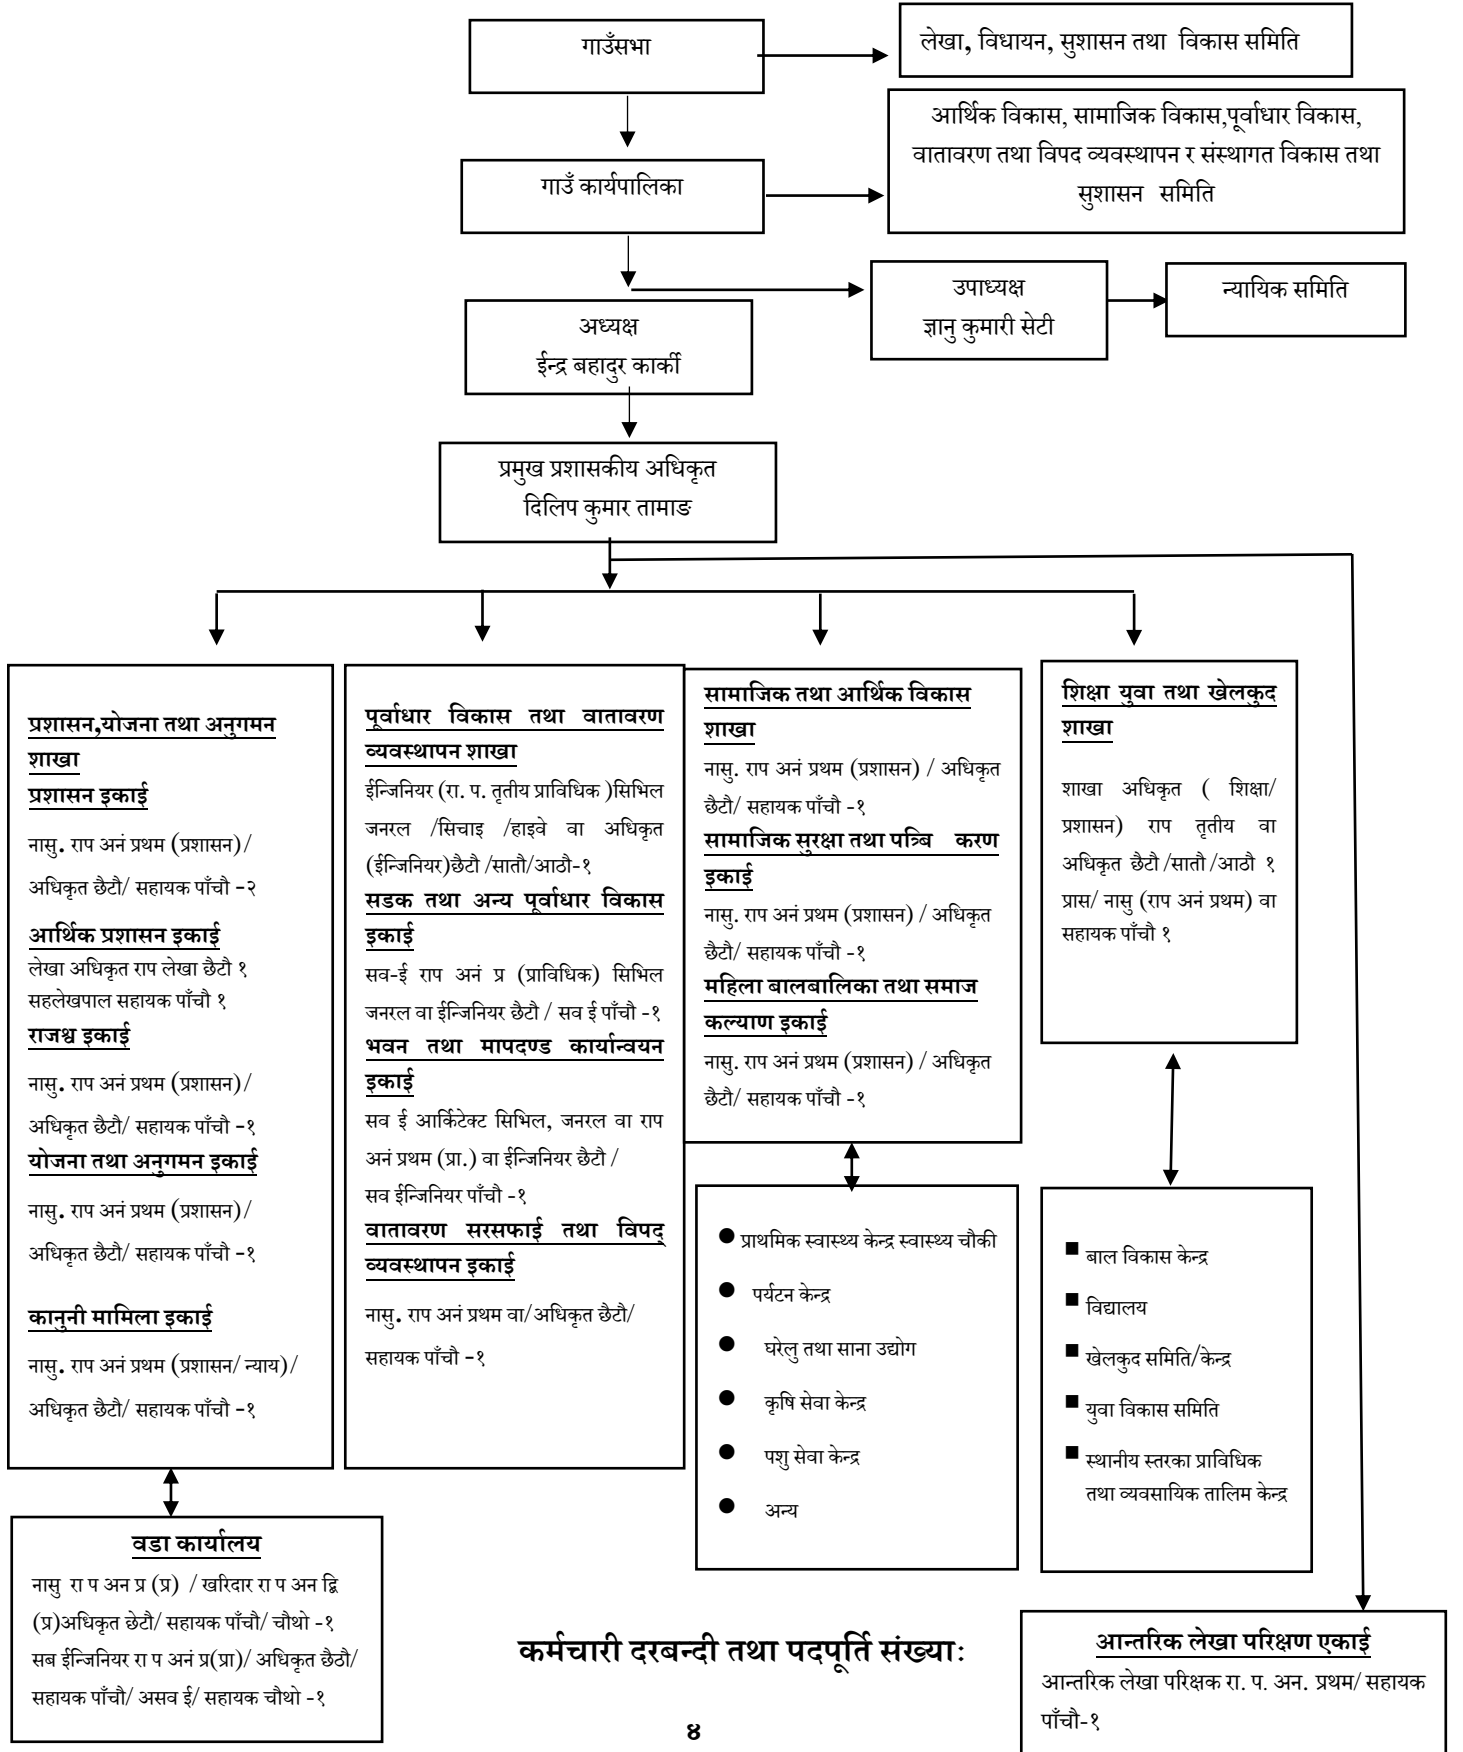 गाउँसभा
लेखा, विधायन, सुशासन तथा विकास समिति
आर्थिक विकास, सामाजिक विकास,पूर्वाधार विकास,
वातावरण तथा विपद व्यवस्थापन र संस्थागत विकास तथा
सुशासन समिति
गाउँ कार्यपालिका
उपाध्यक्ष
ज्ञानु कुमारी सेटी
न्यायिक समिति
अध्यक्ष
ईन्द्र बहादुर कार्की
प्रमुख प्रशासकीय अधिकृत
दिलिप कुमार तामाङ
प्रशासन,योजना तथा अनुगमन
शाखा
प्रशासन इकाई
नासु. राप अनं प्रथम (प्रशासन)/
अधिकृत छैटौ/ सहायक पाँचौ -२
आर्थिक प्रशासन इकाई
लेखा अधिकृत राप लेखा छैटौ १
सहलेखपाल सहायक पाँचौ १
राजश्व इकाई
नासु. राप अनं प्रथम (प्रशासन)/
अधिकृत छैटौ/ सहायक पाँचौ -१
योजना तथा अनुगमन इकाई
नासु. राप अनं प्रथम (प्रशासन)/
अधिकृत छैटौ/ सहायक पाँचौ -१
कानुनी मामिला इकाई
नासु. राप अनं प्रथम (प्रशासन/ न्याय)/
अधिकृत छैटौ/ सहायक पाँचौ -१
पूर्वाधार विकास तथा वातावरण
व्यवस्थापन शाखा
ईन्जिनियर (रा. प. तृतीय प्राविधिक )सिभिल
जनरल /सिचाइ /हाइवे वा अधिकृत
(ईन्जिनियर)छैटौ /सातौ/आठौ-१
सडक तथा अन्य पूर्वाधार विकास
इकाई
सव-ई राप अनं प्र (प्राविधिक) सिभिल
जनरल वा ईन्जिनियर छैटौ / सव ई पाँचौ -१
भवन तथा मापदण्ड कार्यान्वयन
इकाई
सव ई आर्किटेक्ट सिभिल, जनरल वा राप
अनं प्रथम (प्रा.) वा ईन्जिनियर छैटौ /
सव ईन्जिनियर पाँचौ -१
वातावरण सरसफाई तथा विपद्
व्यवस्थापन इकाई
नासु. राप अनं प्रथम वा/अधिकृत छैटौ/
सहायक पाँचौ -१
सामाजिक तथा आर्थिक विकास
शाखा
नासु. राप अनं प्रथम (प्रशासन) / अधिकृत
छैटौ/ सहायक पाँचौ -१
सामाजिक सुरक्षा तथा पञ्बि करण
इकाई
नासु. राप अनं प्रथम (प्रशासन) / अधिकृत
छैटौ/ सहायक पाँचौ -१
महिला बालबालिका तथा समाज
कल्याण इकाई
नासु. राप अनं प्रथम (प्रशासन) / अधिकृत
छैटौ/ सहायक पाँचौ -१
शिक्षा युवा तथा खेलकुद
शाखा
शाखा अधिकृत ( शिक्षा/
प्रशासन) राप तृतीय वा
अधिकृत छैटौ /सातौ /आठौ १
प्रास/ नासु (राप अनं प्रथम) वा
सहायक पाँचौ १
● प्राथमिक स्वास्थ्य केन्द्र स्वास्थ्य चौकी
● पर्यटन केन्द्र
● घरेलु तथा साना उद्योग
● कृषि सेवा केन्द्र
● पशु सेवा केन्द्र
● अन्य
■ बाल विकास केन्द्र
■ विद्यालय
■ खेलकुद समिति/केन्द्र
■ युवा विकास समिति
■ स्थानीय स्तरका प्राविधिक
तथा व्यवसायिक तालिम केन्द्र
वडा कार्यालय
नासु रा प अन प्र (प्र) / खरिदार रा प अन द्बि
(प्र)अधिकृत छेटौ/ सहायक पाँचौ/ चौथो -१
सब ईन्जिनियर रा प अनं प्र(प्रा)/ अधिकृत छैठौ/
सहायक पाँचौ/ असव ई/ सहायक चौथो -१
कर्मचारी दरबन्दी तथा पदपूर्ति संख्याः
आन्तरिक लेखा परिक्षण एकाई
आन्तरिक लेखा परिक्षक रा. प. अन. प्रथम/ सहायक
पाँचौ-१
४